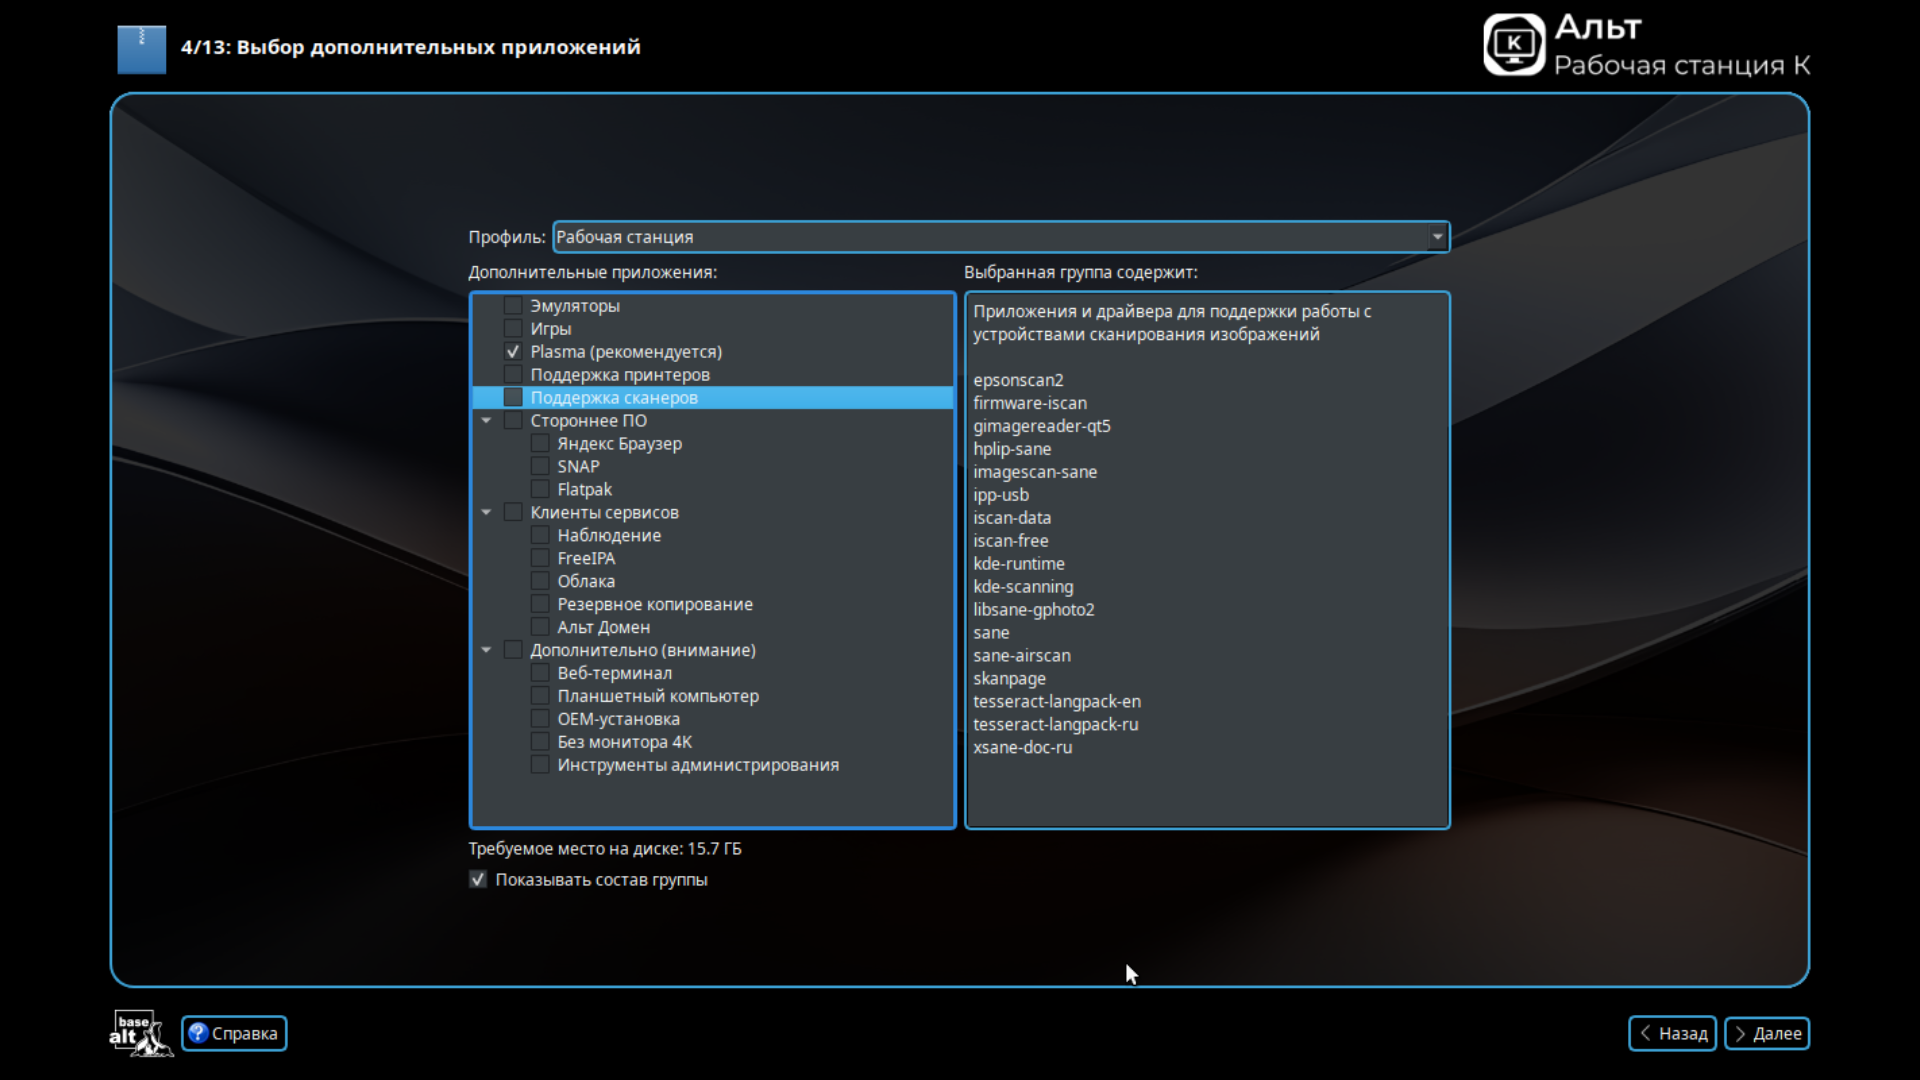 4/13: Выбор дополнительных приложений
Альт
Рабочая станция К
Профиль: Рабочая станция
Дополнительные приложения:
Эмуляторы
Игры
Plasma (рекомендуется)
Поддержка принтеров
Поддержка сканеров
Стороннее ПО
Яндекс Браузер
SNAP
Flatpak
Клиенты сервисов
Наблюдение
FreeIPA
Облака
Резервное копирование
Альт Домен
Дополнительно (внимание)
Веб-терминал
Планшетный компьютер
OEM-установка
Без монитора 4K
Инструменты администрирования
Выбранная группа содержит:
Приложения и драйвера для поддержки работы с
устройствами сканирования изображений
epsonscan2
firmware-iscan
gimagereader-qt5
hplip-sane
imagescan-sane
ipp-usb
iscan-data
iscan-free
kde-runtime
kde-scanning
libsane-gphoto2
sane
sane-airscan
skanpage
tesseract-langpack-en
tesseract-langpack-ru
xsane-doc-ru
Требуемое место на диске: 15.7 ГБ
Показывать состав группы
base
alt
Справка
Назад
Далее